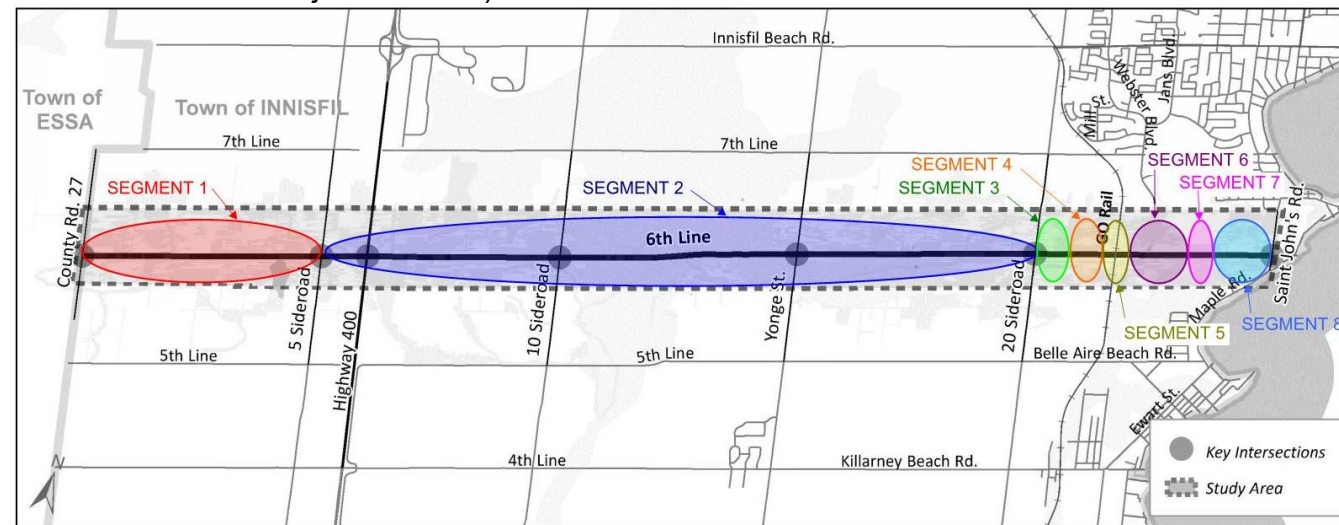 Innisfil Beach Rd.
Town of
ESSA
Town of INNISFIL
Webster Blvd.
Jans Blvd.
Mill St.
7th Line
7th Line
SEGMENT 1
SEGMENT 2
SEGMENT 4
SEGMENT 3
SEGMENT 6
SEGMENT 7
County Rd. 27
6th Line
GO Rail
Saint John's Rd.
5 Sideroad
Highway 400
10 Sideroad
Yonge St.
20 Sideroad
Maple Rd.
SEGMENT 5
SEGMENT 8
5th Line
5th Line
Belle Aire Beach Rd.
Ewart St.
N
4th Line
Killarney Beach Rd.
Key Intersections
Study Area